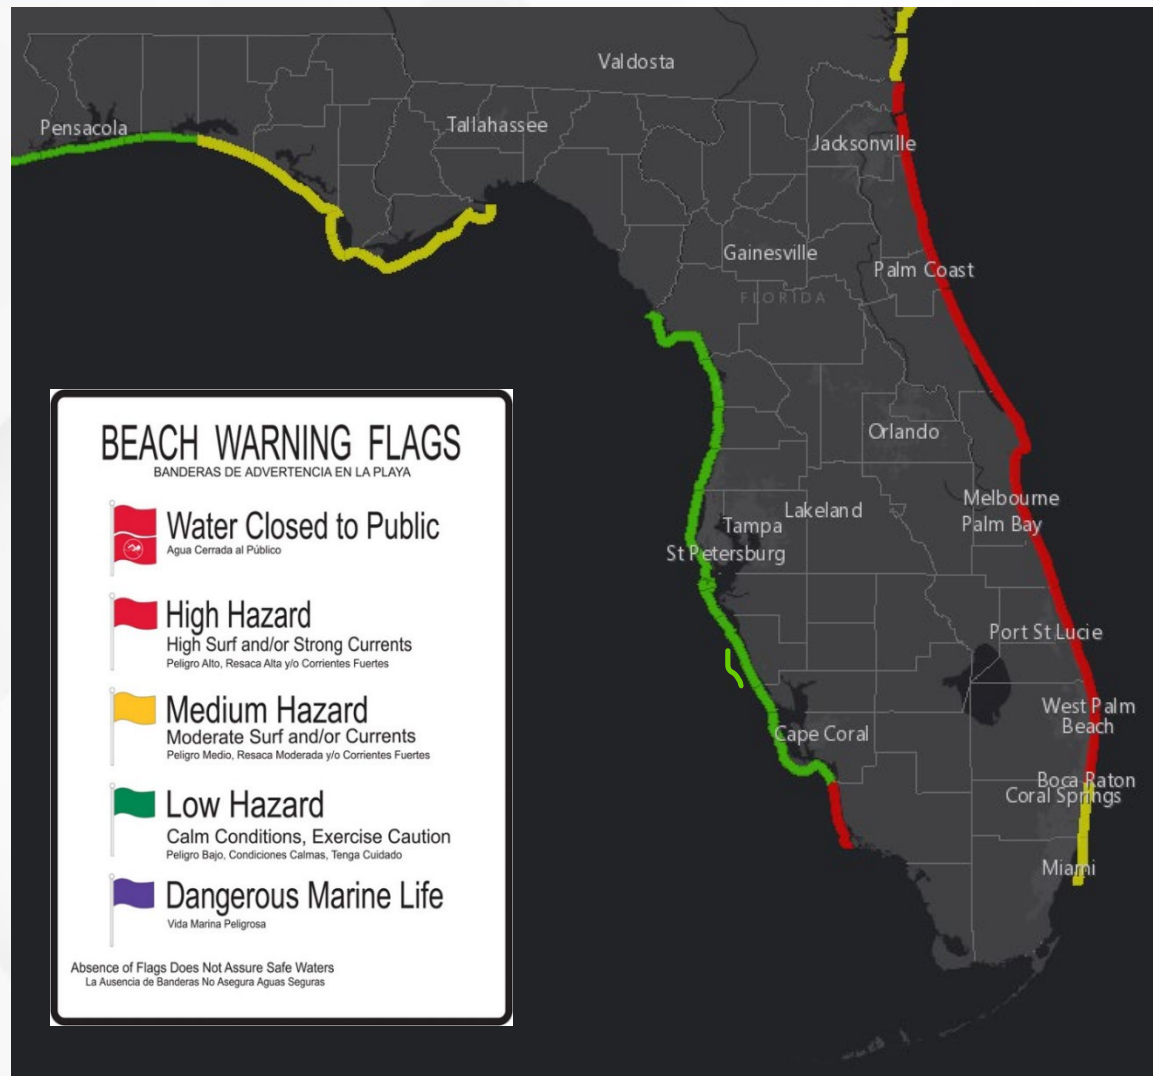 Valdosta
Pensacola
Tallahassee
Jacksonville
Gainesville
Palm Coast
FLORIDA
Orlando
Melbourne
Lakeland
Tampa
Palm Bay
St Petersburg
Port St Lucie
West Palm
Beach
Cape Coral
Boca Raton
Coral Springs
Miami
BEACH WARNING FLAGS
BANDERAS DE ADVERTENCIA EN LA PLAYA
Water Closed to Public
Agua Cerrada al Público
High Hazard
High Surf and/or Strong Currents
Peligro Alto, Resaca Alta y/o Corrientes Fuertes
Medium Hazard
Moderate Surf and/or Currents
Peligro Medio, Resaca Moderada y/o Corrientes Fuertes
Low Hazard
Calm Conditions, Exercise Caution
Peligro Bajo, Condiciones Calmas, Tenga Cuidado
Dangerous Marine Life
Vida Marina Peligrosa
Absence of Flags Does Not Assure Safe Waters
La Ausencia de Banderas No Asegura Aguas Seguras